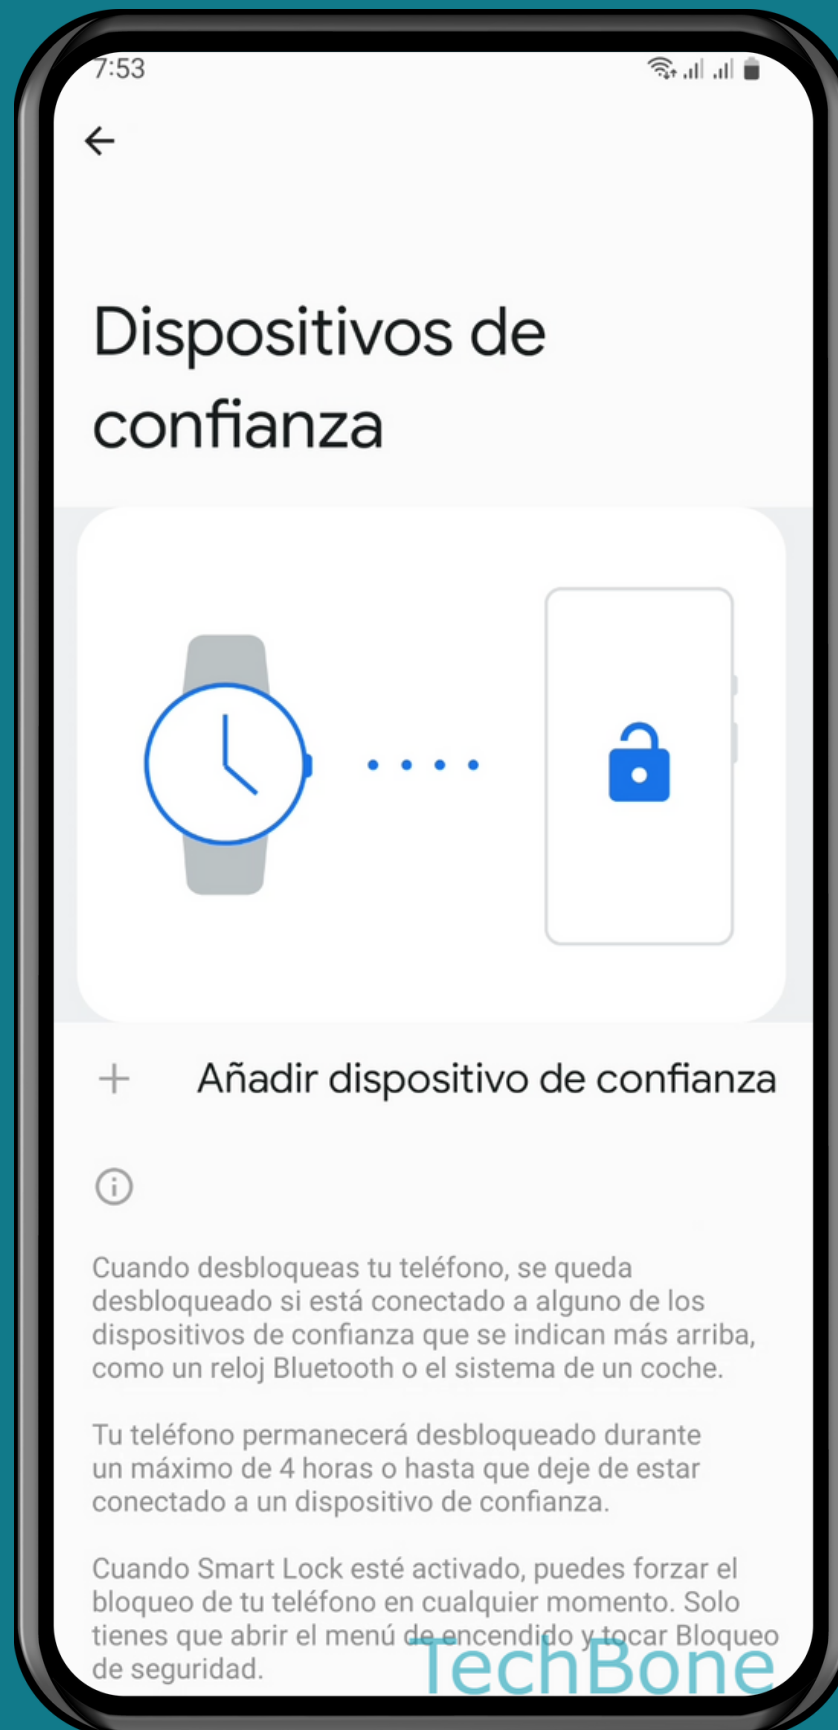 7:53
Dispositivos de
confianza
Añadir dispositivo de confianza
Cuando desbloqueas tu teléfono, se queda
desbloqueado si está conectado a alguno de los
dispositivos de confianza que se indican más arriba,
como un reloj Bluetooth o el sistema de un coche.
Tu teléfono permanecerá desbloqueado durante
un máximo de 4 horas o hasta que deje de estar
conectado a un dispositivo de confianza.
Cuando Smart Lock esté activado, puedes forzar el
bloqueo de tu teléfono en cualquier momento. Solo
tienes que abrir el menú de encendido y tocar Bloqueo
de seguridad.
TechBone